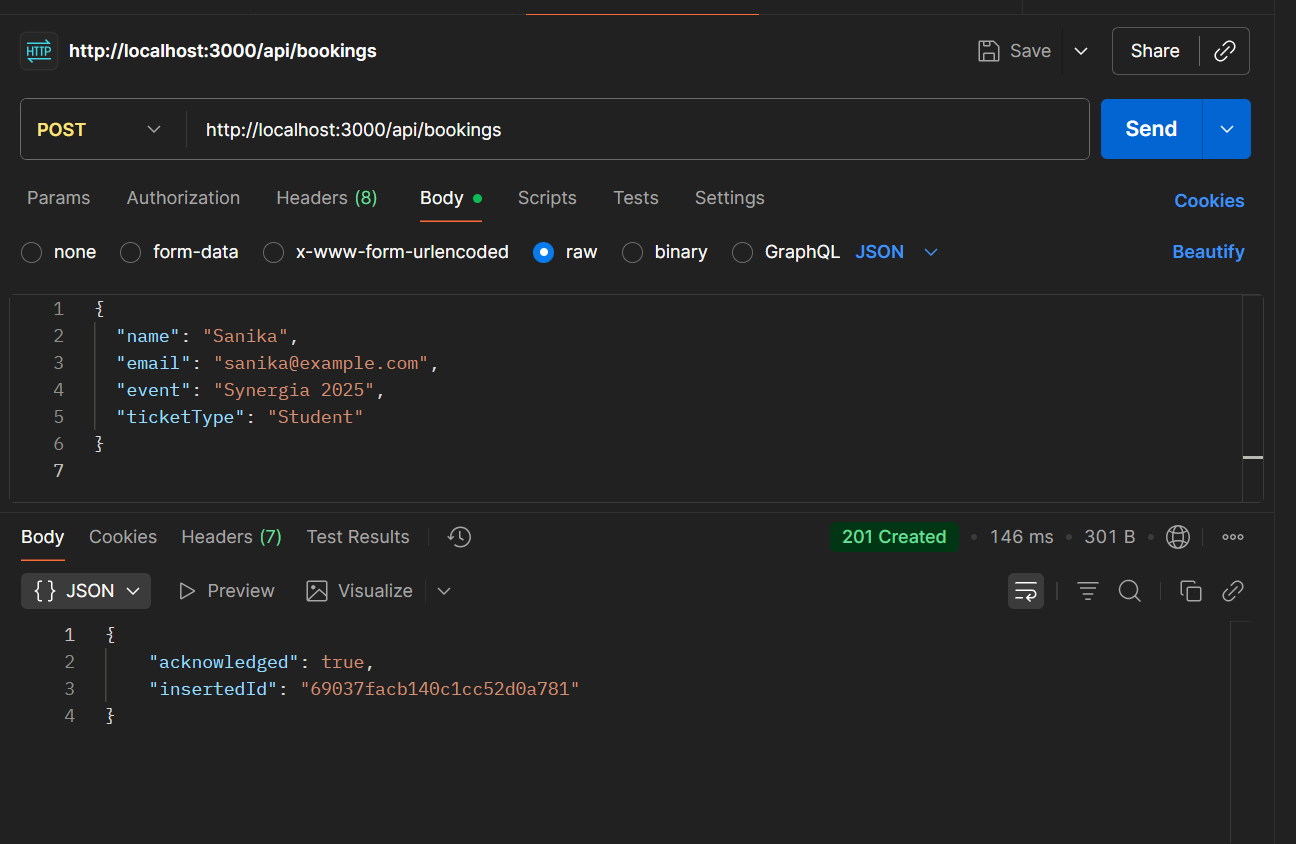 HTTP http://localhost:3000/api/bookings Save Share
POST http://localhost:3000/api/bookings Send
Params Authorization Headers (8) Body Scripts Tests Settings Cookies
none form-data x-www-form-urlencoded raw binary GraphQL JSON Beautify
1 {
2 "name": "Sanika",
3 "email": "sanika@example.com",
4 "event": "Synergia 2025",
5 "ticketType": "Student"
6 }
7
Body Cookies Headers (7) Test Results 201 Created 146 ms 301 B
{} JSON Preview Visualize
1 {
2 "acknowledged": true,
3 "insertedId": "69037facb140c1cc52d0a781"
4 }